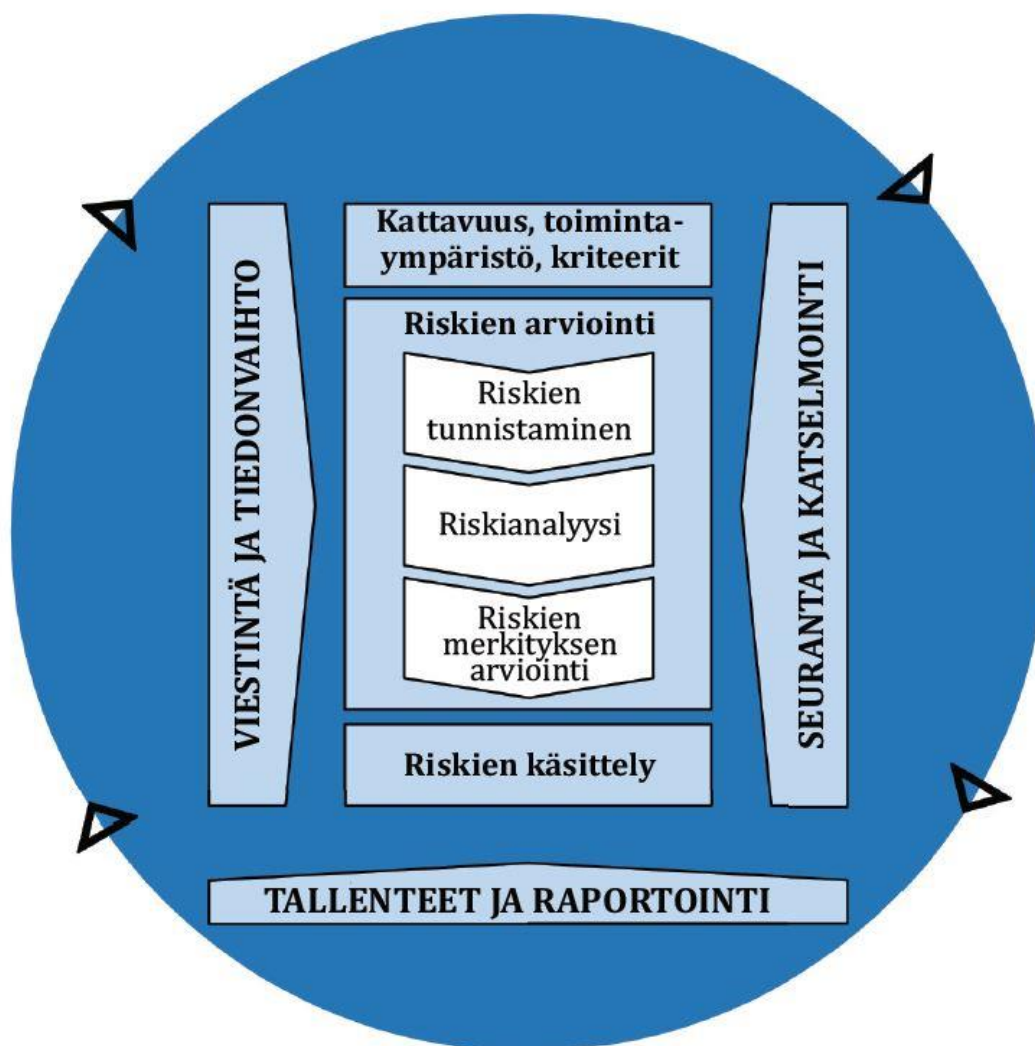 VIESTINTÄ JA TIEDONVAIHTO
Kattavuus, toiminta-
ympäristö, kriteerit
Riskien arviointi
Riskien
tunnistaminen
Riskianalyysi
Riskien
merkityksen
arviointi
Riskien käsittely
SEURANTA JA KATSELMOINTI
TALLENTEET JA RAPORTOINTI